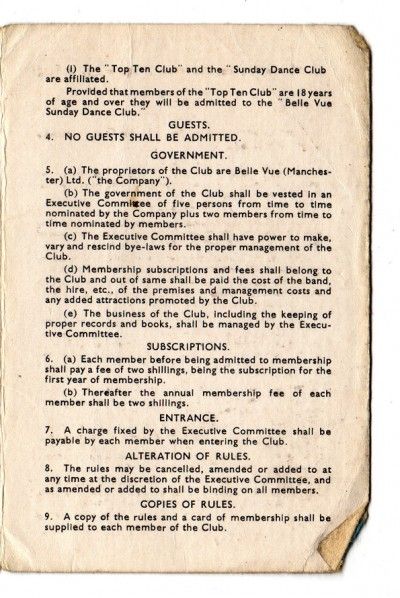 (i) The "Top Ten Club" and the "Sunday Dance Club
are affiliated.
Provided that members of the "Top Ten Club" are 18 years
of age and over they will be admitted to the "Belle Vue
Sunday Dance Club."
GUESTS.
4. NO GUESTS SHALL BE ADMITTED.
GOVERNMENT.
5. (a) The proprietors of the Club are Belle Vue (Manches-
ter) Ltd. ("the Company").
(b) The government of the Club shall be vested in an
Executive Committee of five persons from time to time
nominated by the Company plus two members from time to
time nominated by members.
(c) The Executive Committee shall have power to make,
vary and rescind bye-laws for the proper management of the
Club.
(d) Membership subscriptions and fees shall belong to
the Club and out of same shall be paid the cost of the band,
the hire, etc., of the premises and management costs and
any added attractions promoted by the Club.
(e) The business of the Club, including the keeping of
proper records and books, shall be managed by the Execu-
tive Committee.
SUBSCRIPTIONS.
6. (a) Each member before being admitted to membership
shall pay a fee of two shillings, being the subscription for the
first year of membership.
(b) Thereafter the annual membership fee of each
member shall be two shillings.
ENTRANCE.
7. A charge fixed by the Executive Committee shall be
payable by each member when entering the Club.
ALTERATION OF RULES.
8. The rules may be cancelled, amended or added to at
any time at the discretion of the Executive Committee, and
as amended or added to shall be binding on all members.
COPIES OF RULES.
9. A copy of the rules and a card of membership shall be
supplied to each member of the Club.